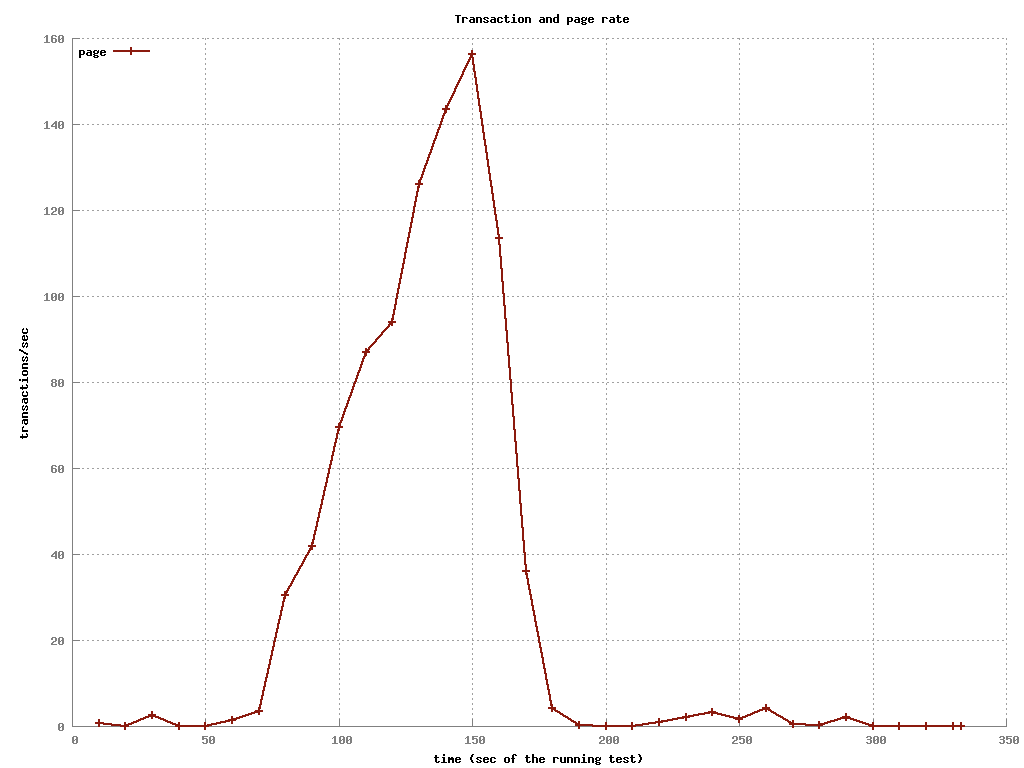 Transaction and page rate
page
160
140
120
100
80
60
40
20
0
transactions/sec
0 50 100 150 200 250 300 350
time (sec of the running test)